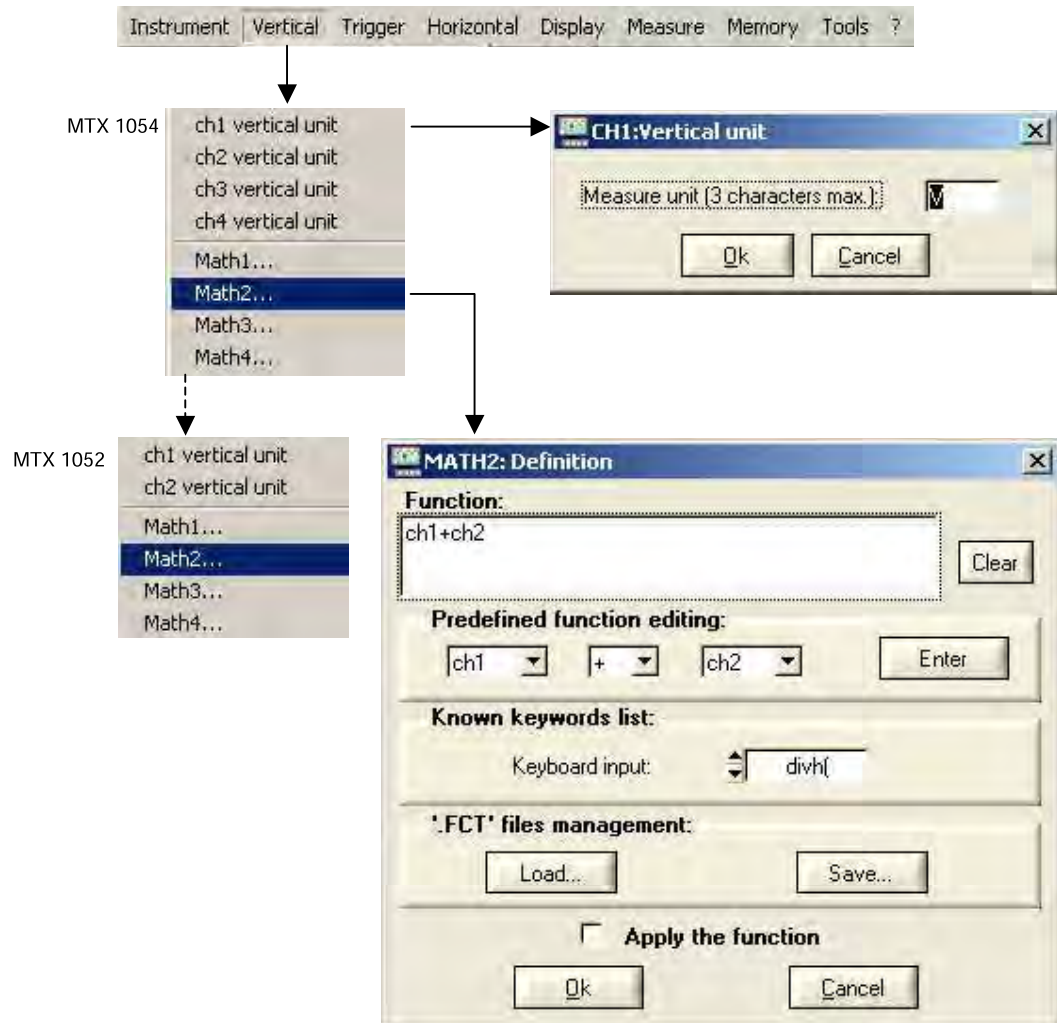 Instrument Vertical Trigger Horizontal Display Measure Memory Tools ?
MTX 1054
ch1 vertical unit
ch2 vertical unit
ch3 vertical unit
ch4 vertical unit
Math1...
Math2...
Math3...
Math4...
CH1:Vertical unit
Measure unit (3 characters max.): V
Ok Cancel
MTX 1052
ch1 vertical unit
ch2 vertical unit
Math1...
Math2...
Math3...
Math4...
MATH2: Definition
Function:
ch1+ch2
Clear
Predefined function editing:
ch1 + ch2 Enter
Known keywords list:
Keyboard input: divh(
'.FCT' files management:
Load... Save...
Apply the function
Ok Cancel